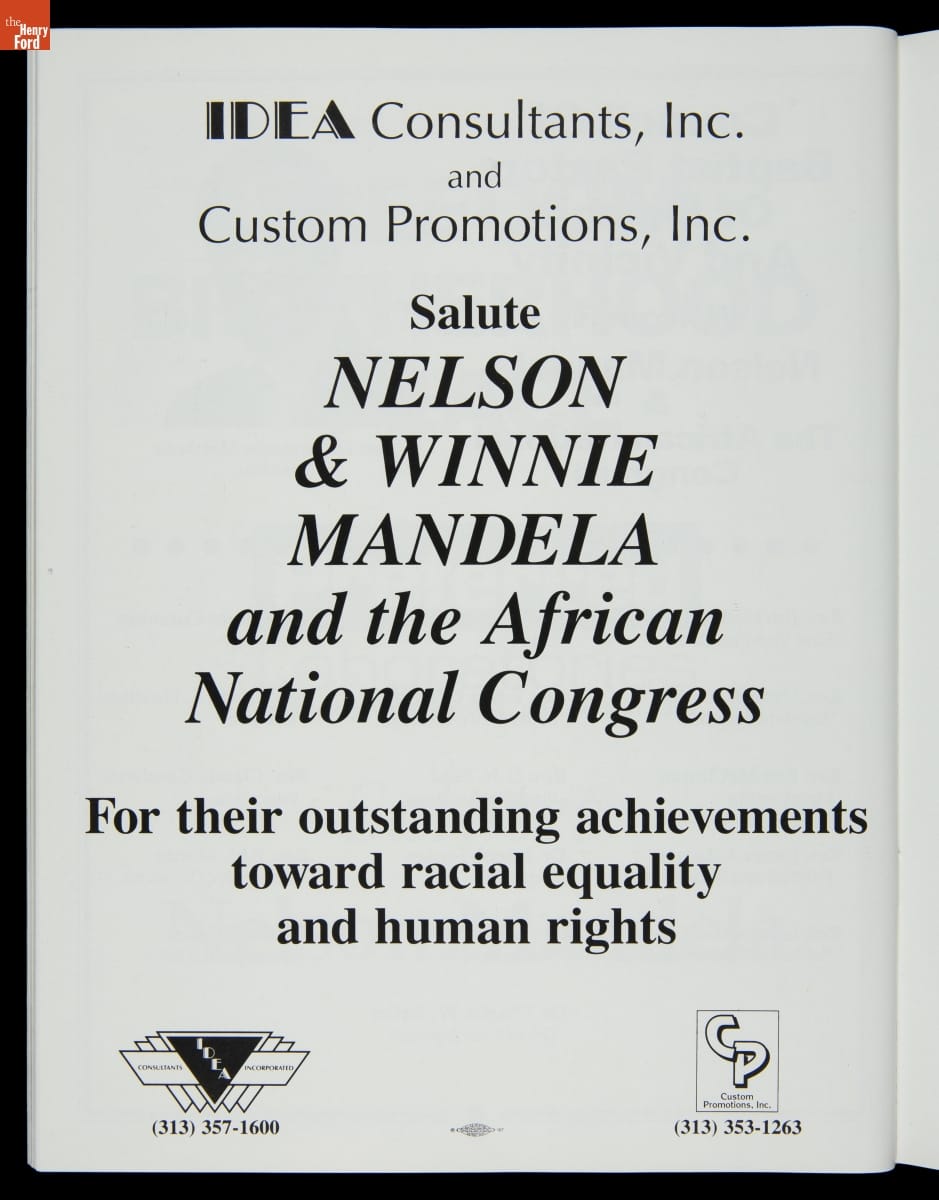 the
Henry
Ford
IDEA Consultants, Inc.
and
Custom Promotions, Inc.
Salute
NELSON
& WINNIE
MANDELA
and the African
National Congress
For their outstanding achievements
toward racial equality
and human rights
IDEA
CONSULTANTS INCORPORATED
(313) 357-1600
CP
Custom
Promotions, Inc.
(313) 353-1263